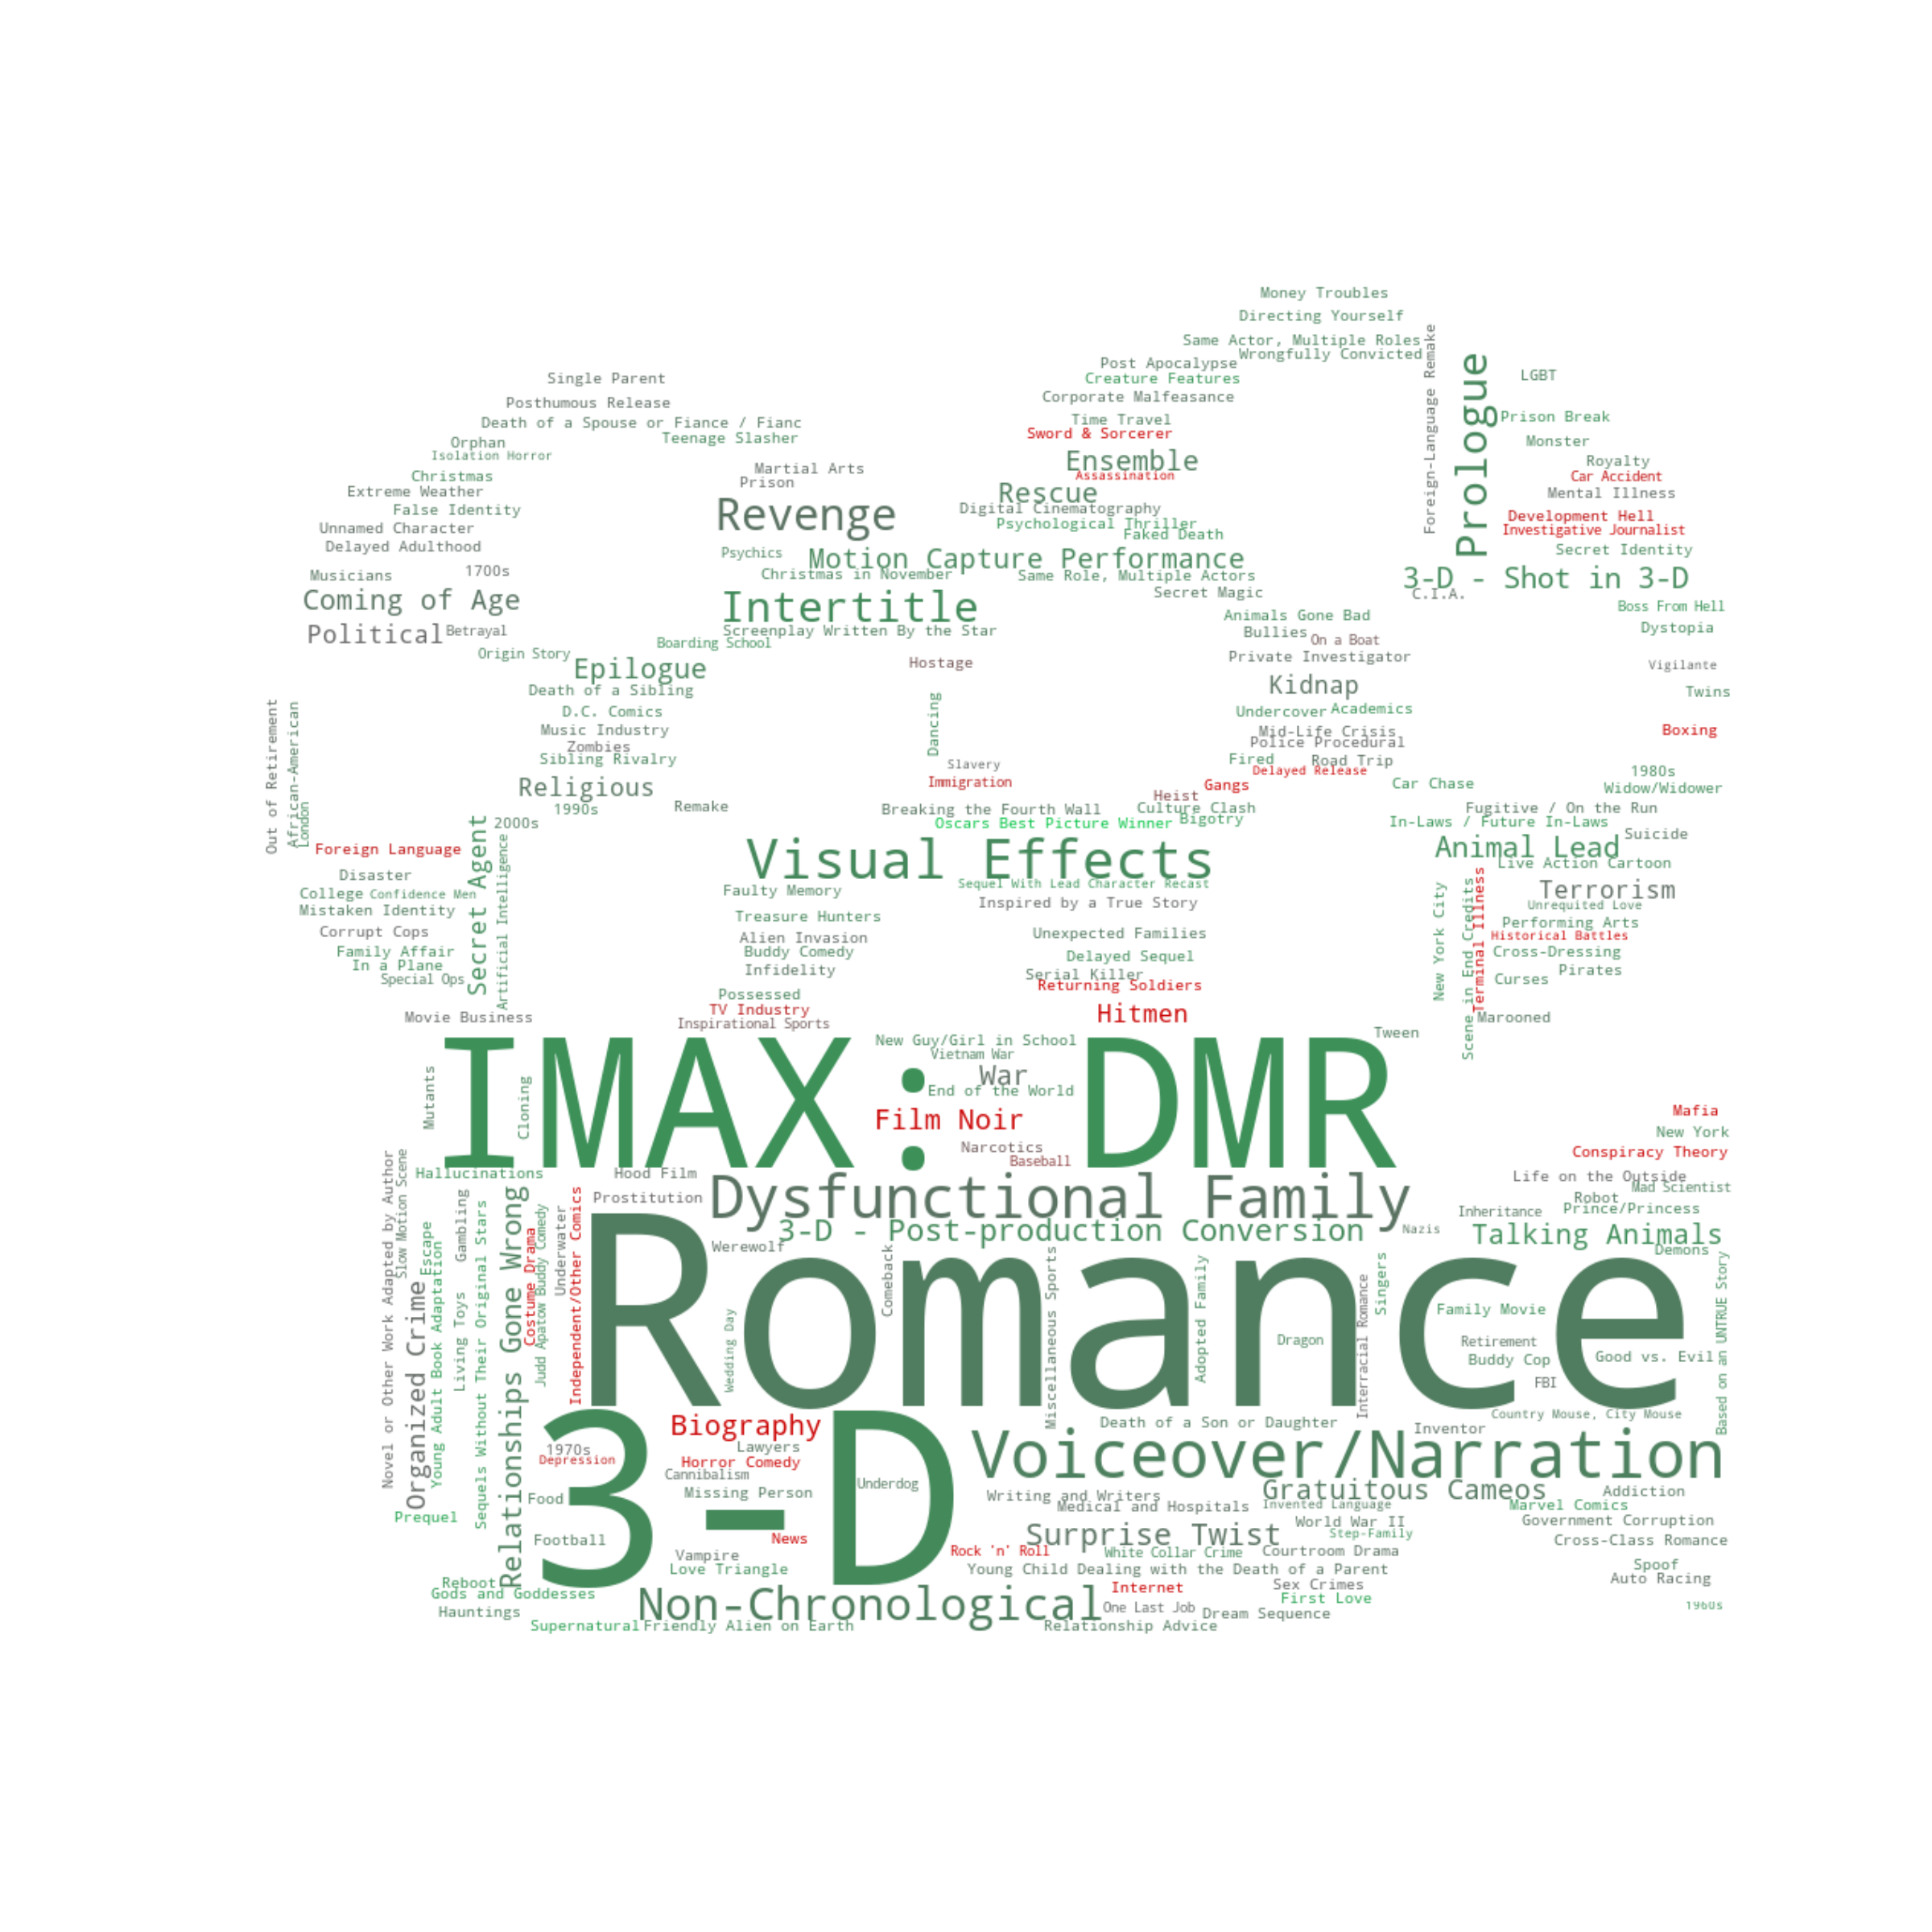 Money Troubles
Directing Yourself
Same Actor, Multiple Roles
Wrongfully Convicted
Foreign-Language Remake
Prologue
Post Apocalypse
Creature Features
LGBT
Single Parent
Corporate Malfeasance
Posthumous Release
Prison Break
Death of a Spouse or Fiance / Fianc
Time Travel
Teenage Slasher
Sword & Sorcerer
Orphan
Monster
Isolation Horror
Ensemble
Royalty
Martial Arts
Christmas
Assassination
Car Accident
Prison
Extreme Weather
Rescue
Mental Illness
False Identity
Revenge
Digital Cinematography
Development Hell
Unnamed Character
Psychological Thriller
Investigative Journalist
Faked Death
Delayed Adulthood
Psychics
Motion Capture Performance
Secret Identity
Musicians
1700s
Christmas in November
Same Role, Multiple Actors
3-D - Shot in 3-D
Secret Magic
C.I.A.
Coming of Age
Intertitle
Boss From Hell
Animals Gone Bad
Political
Betrayal
Screenplay Written By the Star
Bullies
On a Boat
Dystopia
Boarding School
Origin Story
Epilogue
Hostage
Private Investigator
Vigilante
Death of a Sibling
Kidnap
Twins
D.C. Comics
Undercover
Academics
Out of Retirement
African-American
London
Music Industry
Dancing
Mid-Life Crisis
Boxing
Zombies
Police Procedural
Sibling Rivalry
Slavery
Fired
Road Trip
Delayed Release
1980s
Religious
Immigration
Gangs
Car Chase
Widow/Widower
Heist
1990s
Remake
Breaking the Fourth Wall
Culture Clash
Fugitive / On the Run
2000s
Oscars Best Picture Winner
Bigotry
In-Laws / Future In-Laws
Suicide
Foreign Language
Secret Agent
Artificial Intelligence
Visual Effects
Animal Lead
Live Action Cartoon
Disaster
Sequel With Lead Character Recast
College
Confidence Men
Faulty Memory
Terrorism
Mistaken Identity
Inspired by a True Story
Unrequited Love
Treasure Hunters
New York City
Scene in End Credits
Terminal Illness
Performing Arts
Corrupt Cops
Alien Invasion
Unexpected Families
Historical Battles
Family Affair
Buddy Comedy
Delayed Sequel
Cross-Dressing
In a Plane
Infidelity
Serial Killer
Pirates
Special Ops
Returning Soldiers
Curses
Possessed
TV Industry
Hitmen
Movie Business
Inspirational Sports
Marooned
Tween
New Guy/Girl in School
Vietnam War
War
End of the World
Mutants
Cloning
IMAX: DMR
Film Noir
Mafia
New York
Narcotics
Conspiracy Theory
Baseball
Hallucinations
Hood Film
Life on the Outside
Mad Scientist
Prostitution
Dysfunctional Family
Robot
Prince/Princess
Inheritance
3-D - Post-production Conversion
Nazis
Talking Animals
Werewolf
Demons
Novel or Other Work Adapted by Author
Slow Motion Scene
Organized Crime
Escape
Young Adult Book Adaptation
Gambling
Living Toys
Sequels Without Their Original Stars
Relationships Gone Wrong
Costume Drama
Judd Apatow Buddy Comedy
Underwater
Independent/Other Comics
Romance
Wedding Day
Comeback
Miscellaneous Sports
Adopted Family
Interracial Romance
Singers
Family Movie
Dragon
Retirement
Buddy Cop
Good vs. Evil
FBI
Based on an UNTRUE Story
Country Mouse, City Mouse
Biography
Death of a Son or Daughter
Inventor
1970s
Lawyers
Depression
Horror Comedy
Voiceover/Narration
Cannibalism
3-D
Underdog
Missing Person
Gratuitous Cameos
Addiction
Food
Writing and Writers
Medical and Hospitals
Invented Language
Marvel Comics
Prequel
World War II
Government Corruption
Football
News
Surprise Twist
Step-Family
Cross-Class Romance
Vampire
Rock 'n' Roll
White Collar Crime
Courtroom Drama
Love Triangle
Young Child Dealing with the Death of a Parent
Spoof
Auto Racing
Reboot
Internet
Sex Crimes
Gods and Goddesses
First Love
Hauntings
Non-Chronological
One Last Job
Dream Sequence
1960s
Supernatural
Friendly Alien on Earth
Relationship Advice